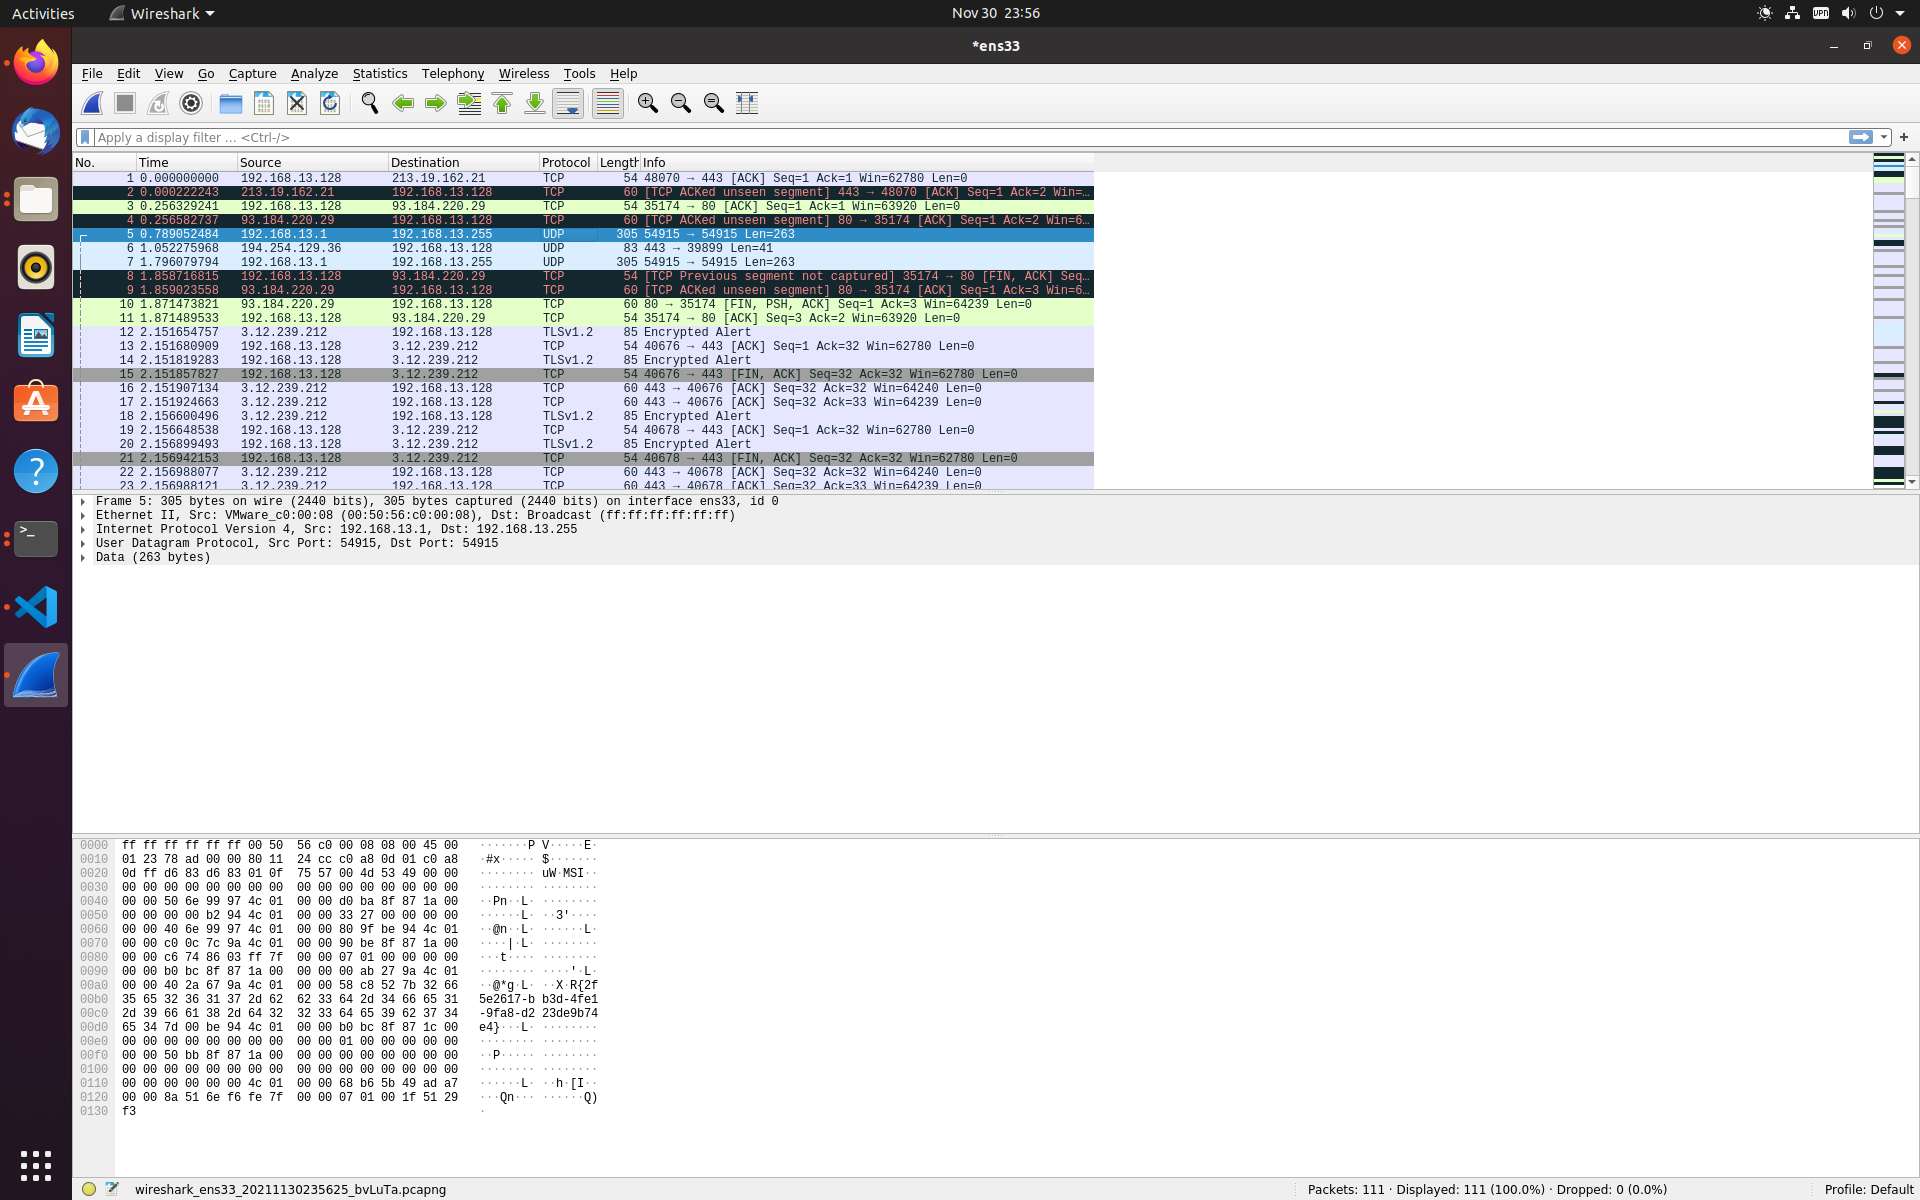 Activities Wireshark Nov 30 23:56 VPN
*ens33
File Edit View Go Capture Analyze Statistics Telephony Wireless Tools Help
Apply a display filter … <Ctrl-/>
No. Time Source Destination Protocol Length Info
1 0.000000000 192.168.13.128 213.19.162.21 TCP 54 48070 → 443 [ACK] Seq=1 Ack=1 Win=62780 Len=0
2 0.000222243 213.19.162.21 192.168.13.128 TCP 60 [TCP ACKed unseen segment] 443 → 48070 [ACK] Seq=1 Ack=2 Win=…
3 0.256329241 192.168.13.128 93.184.220.29 TCP 54 35174 → 80 [ACK] Seq=1 Ack=1 Win=63920 Len=0
4 0.256582737 93.184.220.29 192.168.13.128 TCP 60 [TCP ACKed unseen segment] 80 → 35174 [ACK] Seq=1 Ack=2 Win=6…
5 0.789052484 192.168.13.1 192.168.13.255 UDP 305 54915 → 54915 Len=263
6 1.052275968 194.254.129.36 192.168.13.128 UDP 83 443 → 39899 Len=41
7 1.796079794 192.168.13.1 192.168.13.255 UDP 305 54915 → 54915 Len=263
8 1.858716815 192.168.13.128 93.184.220.29 TCP 54 [TCP Previous segment not captured] 35174 → 80 [FIN, ACK] Seq…
9 1.859023558 93.184.220.29 192.168.13.128 TCP 60 [TCP ACKed unseen segment] 80 → 35174 [ACK] Seq=1 Ack=3 Win=6…
10 1.871473821 93.184.220.29 192.168.13.128 TCP 60 80 → 35174 [FIN, PSH, ACK] Seq=1 Ack=3 Win=64239 Len=0
11 1.871489533 192.168.13.128 93.184.220.29 TCP 54 35174 → 80 [ACK] Seq=3 Ack=2 Win=63920 Len=0
12 2.151654757 3.12.239.212 192.168.13.128 TLSv1.2 85 Encrypted Alert
13 2.151680909 192.168.13.128 3.12.239.212 TCP 54 40676 → 443 [ACK] Seq=1 Ack=32 Win=62780 Len=0
14 2.151819283 192.168.13.128 3.12.239.212 TLSv1.2 85 Encrypted Alert
15 2.151857827 192.168.13.128 3.12.239.212 TCP 54 40676 → 443 [FIN, ACK] Seq=32 Ack=32 Win=62780 Len=0
16 2.151907134 3.12.239.212 192.168.13.128 TCP 60 443 → 40676 [ACK] Seq=32 Ack=32 Win=64240 Len=0
17 2.151924663 3.12.239.212 192.168.13.128 TCP 60 443 → 40676 [ACK] Seq=32 Ack=33 Win=64239 Len=0
18 2.156600496 3.12.239.212 192.168.13.128 TLSv1.2 85 Encrypted Alert
19 2.156648538 192.168.13.128 3.12.239.212 TCP 54 40678 → 443 [ACK] Seq=1 Ack=32 Win=62780 Len=0
20 2.156899493 192.168.13.128 3.12.239.212 TLSv1.2 85 Encrypted Alert
21 2.156942153 192.168.13.128 3.12.239.212 TCP 54 40678 → 443 [FIN, ACK] Seq=32 Ack=32 Win=62780 Len=0
22 2.156988077 3.12.239.212 192.168.13.128 TCP 60 443 → 40678 [ACK] Seq=32 Ack=32 Win=64240 Len=0
23 2.156988121 3.12.239.212 192.168.13.128 TCP 60 443 → 40678 [ACK] Seq=32 Ack=33 Win=64239 Len=0
Frame 5: 305 bytes on wire (2440 bits), 305 bytes captured (2440 bits) on interface ens33, id 0
Ethernet II, Src: VMware_c0:00:08 (00:50:56:c0:00:08), Dst: Broadcast (ff:ff:ff:ff:ff:ff)
Internet Protocol Version 4, Src: 192.168.13.1, Dst: 192.168.13.255
User Datagram Protocol, Src Port: 54915, Dst Port: 54915
Data (263 bytes)
0000 ff ff ff ff ff ff 00 50 56 c0 00 08 08 00 45 00 ·······P V·····E·
0010 01 23 78 ad 00 00 80 11 24 cc c0 a8 0d 01 c0 a8 ·#x····· $·······
0020 0d ff d6 83 d6 83 01 0f 75 57 00 4d 53 49 00 00 ········ uW·MSI··
0030 00 00 00 00 00 00 00 00 00 00 00 00 00 00 00 00 ········ ········
0040 00 00 50 6e 99 97 4c 01 00 00 d0 ba 8f 87 1a 00 ··Pn··L· ········
0050 00 00 00 00 b2 94 4c 01 00 00 33 27 00 00 00 00 ······L· ··3'····
0060 00 00 40 6e 99 97 4c 01 00 00 80 9f be 94 4c 01 ··@n··L· ······L·
0070 00 00 c0 0c 7c 9a 4c 01 00 00 90 be 8f 87 1a 00 ····|·L· ········
0080 00 00 c6 74 86 03 ff 7f 00 00 07 01 00 00 00 00 ···t···· ········
0090 00 00 b0 bc 8f 87 1a 00 00 00 00 00 ab 27 9a 4c 01 ········ ·····'·L·
00a0 00 00 40 2a 67 9a 4c 01 00 00 58 c8 52 7b 32 66 ··@*g·L· ··X·R{2f
00b0 35 65 32 36 31 37 2d 62 62 33 64 2d 34 66 65 31 5e2617-b b3d-4fe1
00c0 2d 39 66 61 38 2d 64 32 32 33 64 65 39 62 37 34 -9fa8-d2 23de9b74
00d0 65 34 7d 00 be 94 4c 01 00 00 b0 bc 8f 87 1c 00 e4}···L· ········
00e0 00 00 00 00 00 00 00 00 00 00 01 00 00 00 00 00 ········ ········
00f0 00 00 50 bb 8f 87 1a 00 00 00 00 00 00 00 00 00 ··P····· ········
0100 00 00 00 00 00 00 00 00 00 00 00 00 00 00 00 00 ········ ········
0110 00 00 00 00 00 00 4c 01 00 00 68 b6 5b 49 ad a7 ······L· ··h·[I··
0120 00 00 8a 51 6e f6 fe 7f 00 00 07 01 00 1f 51 29 ···Qn··· ······Q)
0130 f3 ·
wireshark_ens33_20211130235625_bvLuTa.pcapng Packets: 111 · Displayed: 111 (100.0%) · Dropped: 0 (0.0%) Profile: Default